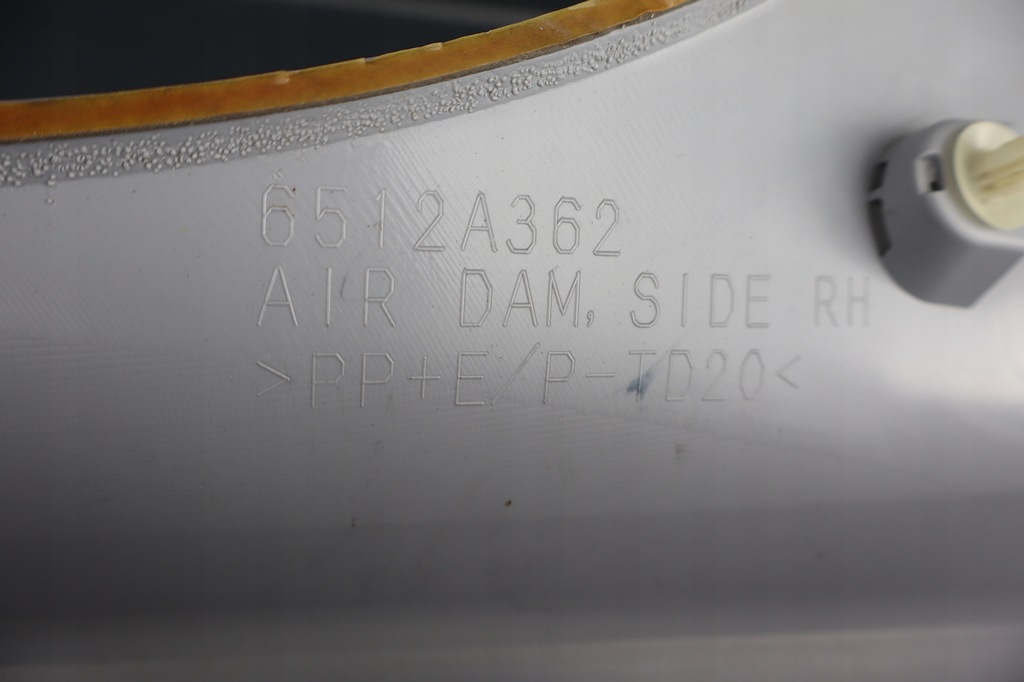 6512A362
AIR DAM, SIDE RH
>PP+E/P-TD20<